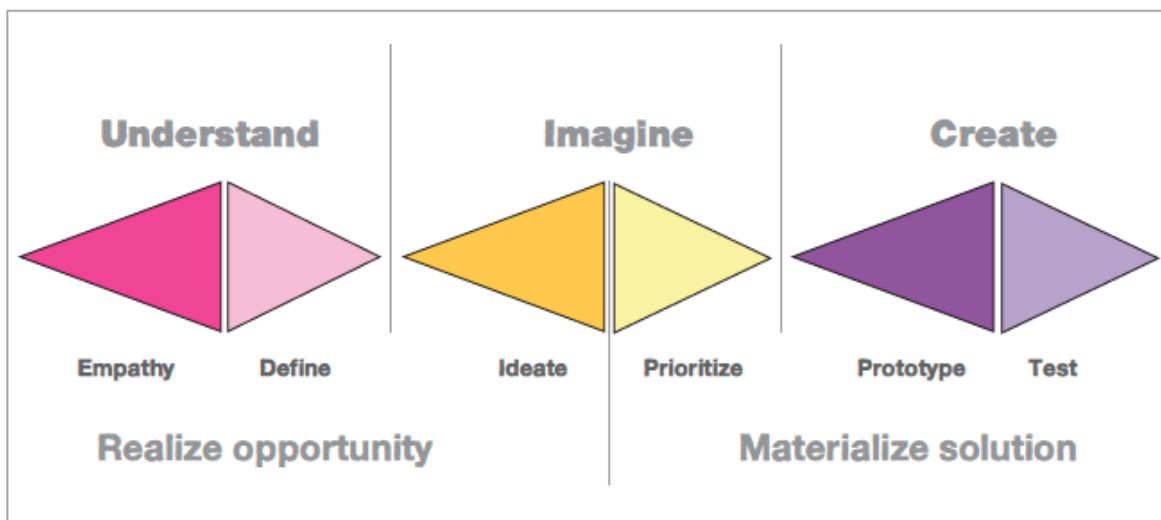 Understand Imagine Create
Empathy Define Ideate Prioritize Prototype Test
Realize opportunity Materialize solution